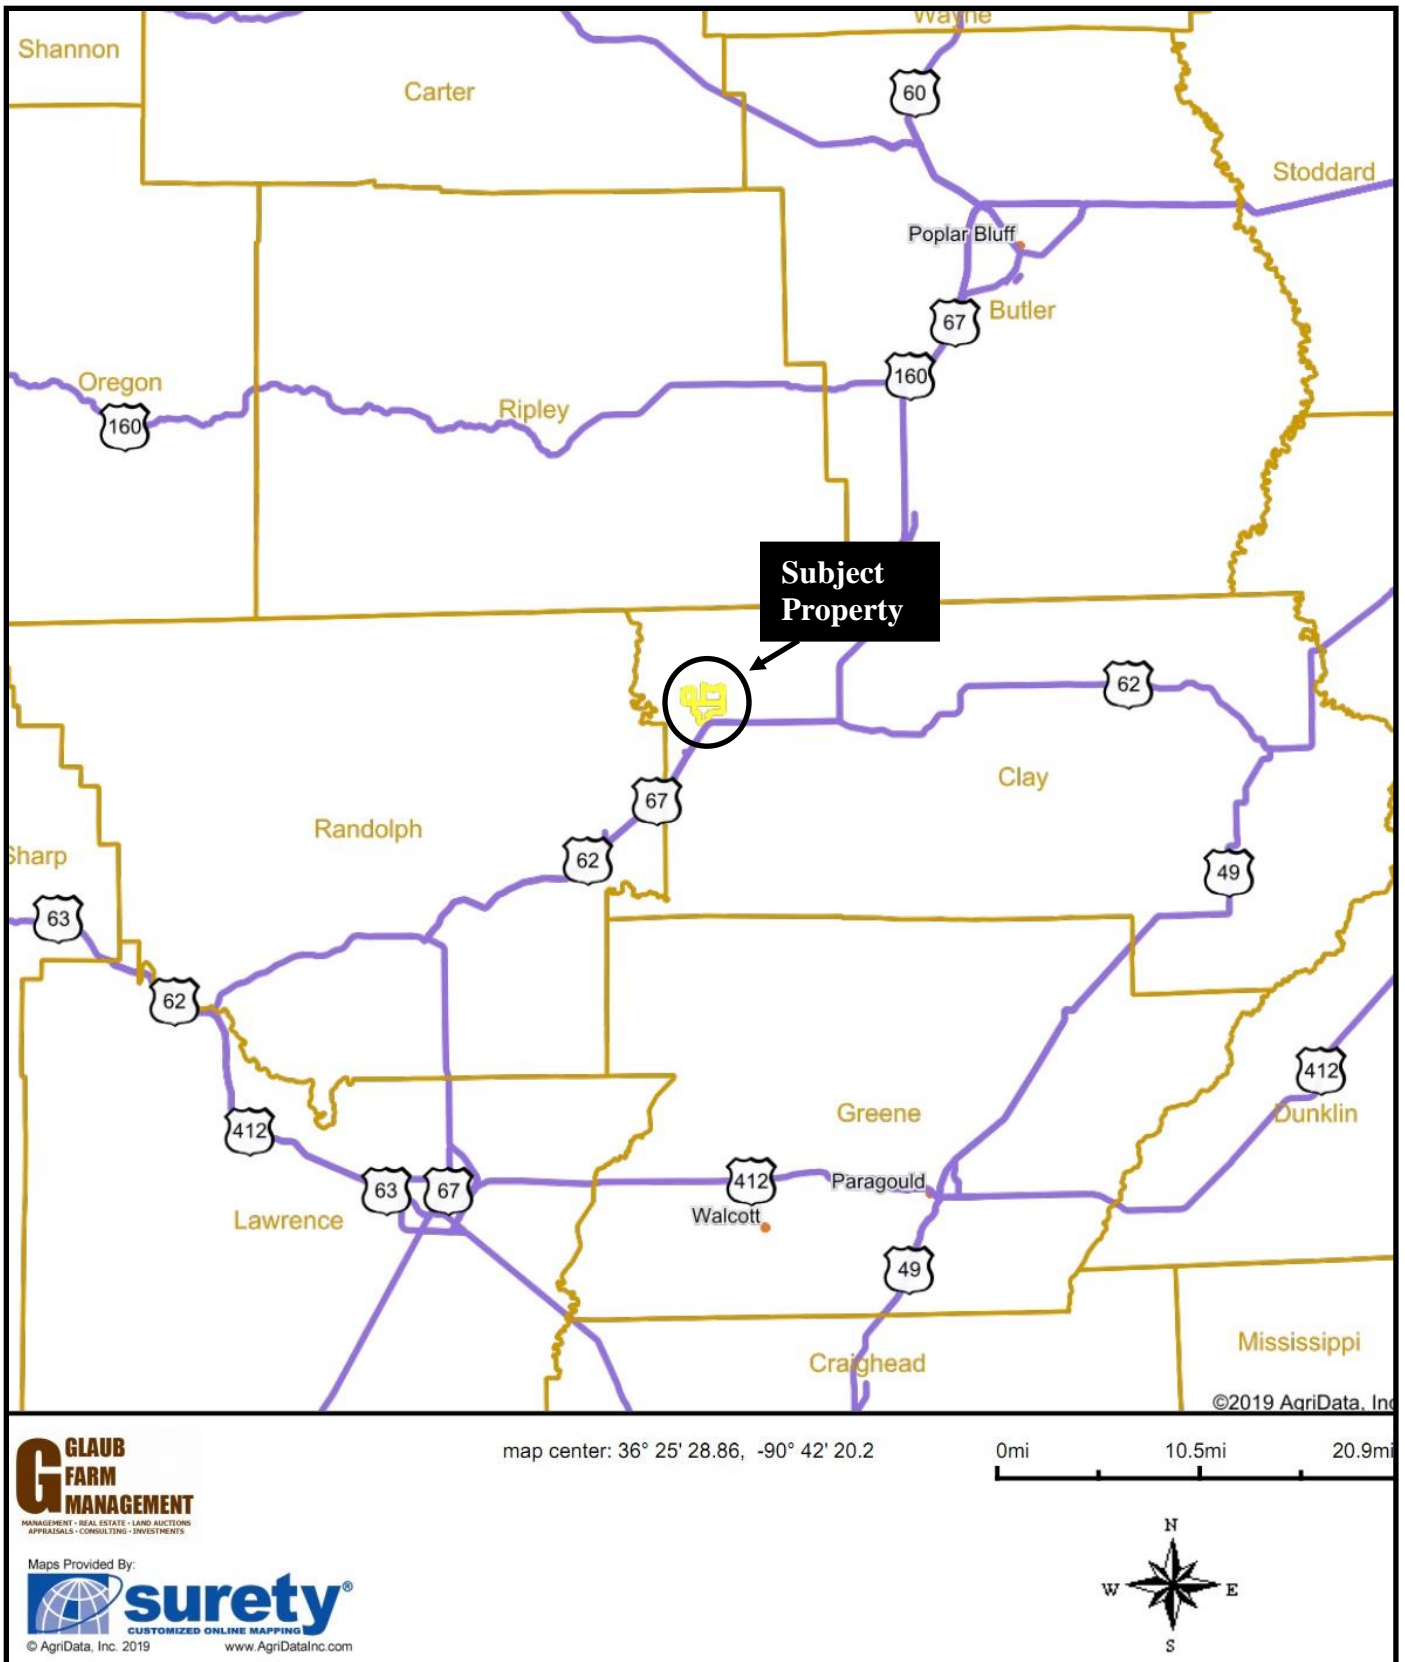 Wayne
Shannon
Carter
60
Stoddard
Poplar Bluff
67
Butler
160
Oregon
160
Ripley
Subject
Property
62
67
Clay
Randolph
62
Sharp
49
63
62
412
Greene
Dunklin
412
63
67
412
Paragould
Walcott
Lawrence
49
Mississippi
Craighead
©2019 AgriData, Inc
GLAUB
FARM
MANAGEMENT
MANAGEMENT • REAL ESTATE • LAND AUCTIONS
APPRAISALS • CONSULTING • INVESTMENTS
map center: 36° 25' 28.86, -90° 42' 20.2
0mi 10.5mi 20.9mi
Maps Provided By:
surety®
CUSTOMIZED ONLINE MAPPING
© AgriData, Inc. 2019 www.AgriDataInc.com
N
W E
S